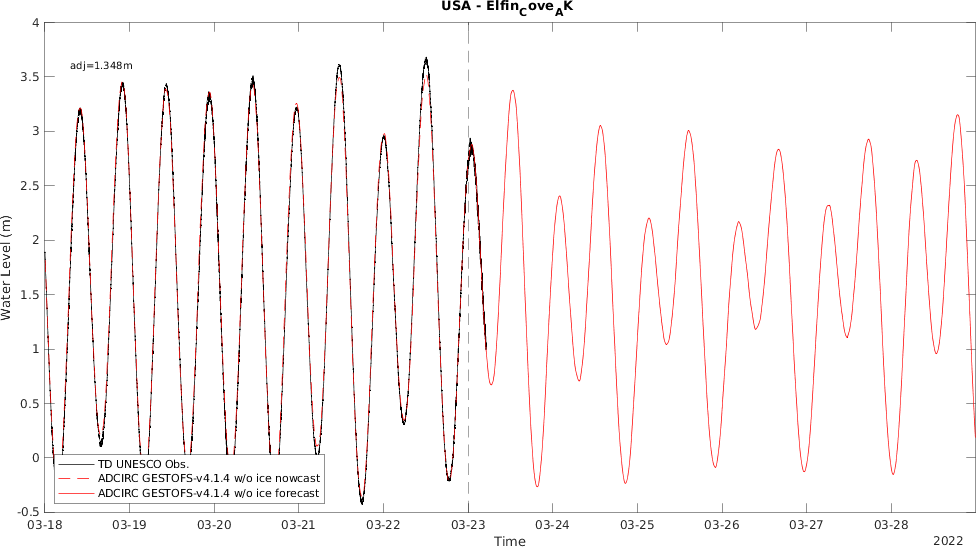 USA - ElfinCoveAK
adj=1.348m
4
3.5
3
2.5
2
1.5
1
0.5
0
-0.5
Water Level (m)
TD UNESCO Obs.
ADCIRC GESTOFS-v4.1.4 w/o ice nowcast
ADCIRC GESTOFS-v4.1.4 w/o ice forecast
03-18 03-19 03-20 03-21 03-22 03-23 03-24 03-25 03-26 03-27 03-28
Time
2022